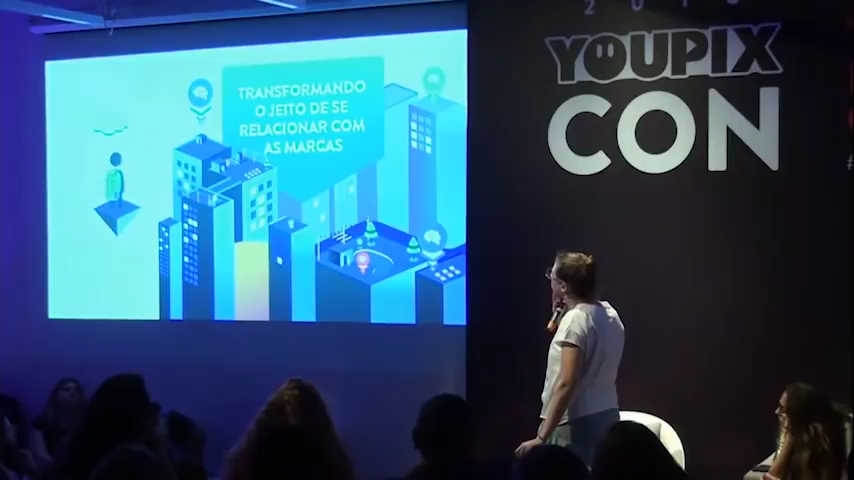 TRANSFORMANDO
O JEITO DE SE
RELACIONAR COM
AS MARCAS
YOUPIX
CON